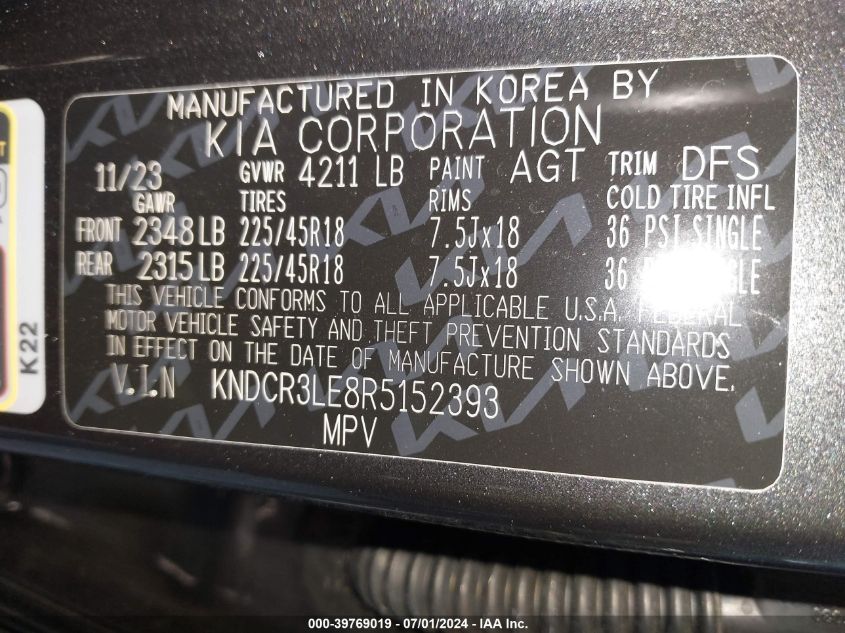 MANUFACTURED IN KOREA BY
KIA CORPORATION
11/23 GVWR 4211 LB PAINT AGT TRIM DFS
GAWR TIRES RIMS COLD TIRE INFL
FRONT 2348 LB 225/45R18 7.5Jx18 36 PSI SINGLE
REAR 2315 LB 225/45R18 7.5Jx18 36
THIS VEHICLE CONFORMS TO ALL APPLICABLE U.S.A. FEDERAL
MOTOR VEHICLE SAFETY AND THEFT PREVENTION STANDARDS
IN EFFECT ON THE DATE OF MANUFACTURE SHOWN ABOVE.
V.I.N KNDCR3LE8R5152393
MPV
K22
000-39769019 / 07/01/2024 - IAA Inc.